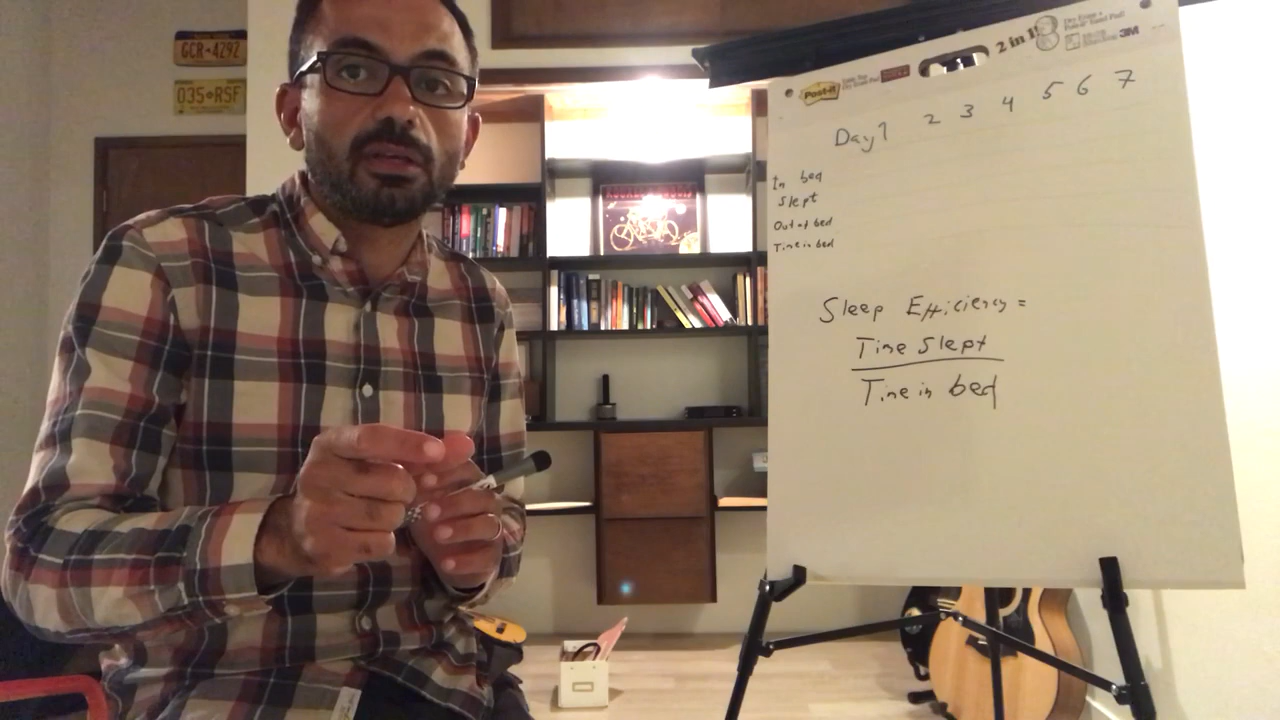 GCR·4292
035·RSF
Post-it
2 in 1!
3M
Day 1 2 3 4 5 6 7
In bed
Slept
Out of bed
Time in bed
Sleep Efficiency =
Time Slept
Time in bed